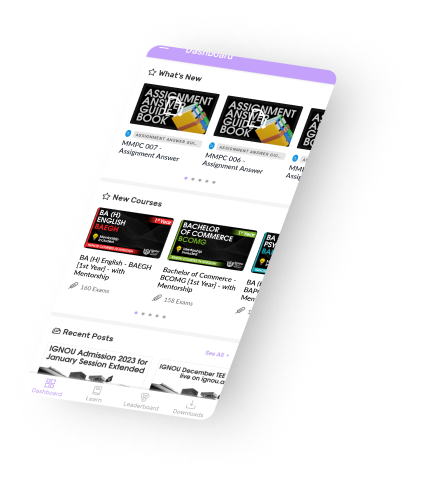 Dashboard
What's New
ASSIGNMENT
ANSWER
GUIDE
BOOK
ASSIGNMENT ANSWER GUI...
MMPC 007 -
Assignment Answer
ASSIGNMENT
ANSWER
GUIDE
BOOK
ASSIGNMENT ANSWER GUI...
MMPC 006 -
Assignment Answer
New Courses
BA (H)
ENGLISH
BAEGH
1st Year
Mentorship
Included
BA (H) English - BAEGH
[1st Year] - with
Mentorship
160 Exams
BACHELOR
OF COMMERCE
BCOMG
1st Year
Mentorship
Included
Bachelor of Commerce -
BCOMG [1st Year] - with
Mentorship
158 Exams
Recent Posts
See All
IGNOU Admission 2023 for
January Session Extended
IGNOU December TEE
live on ignou.a
Dashboard
Learn
Leaderboard
Downloads